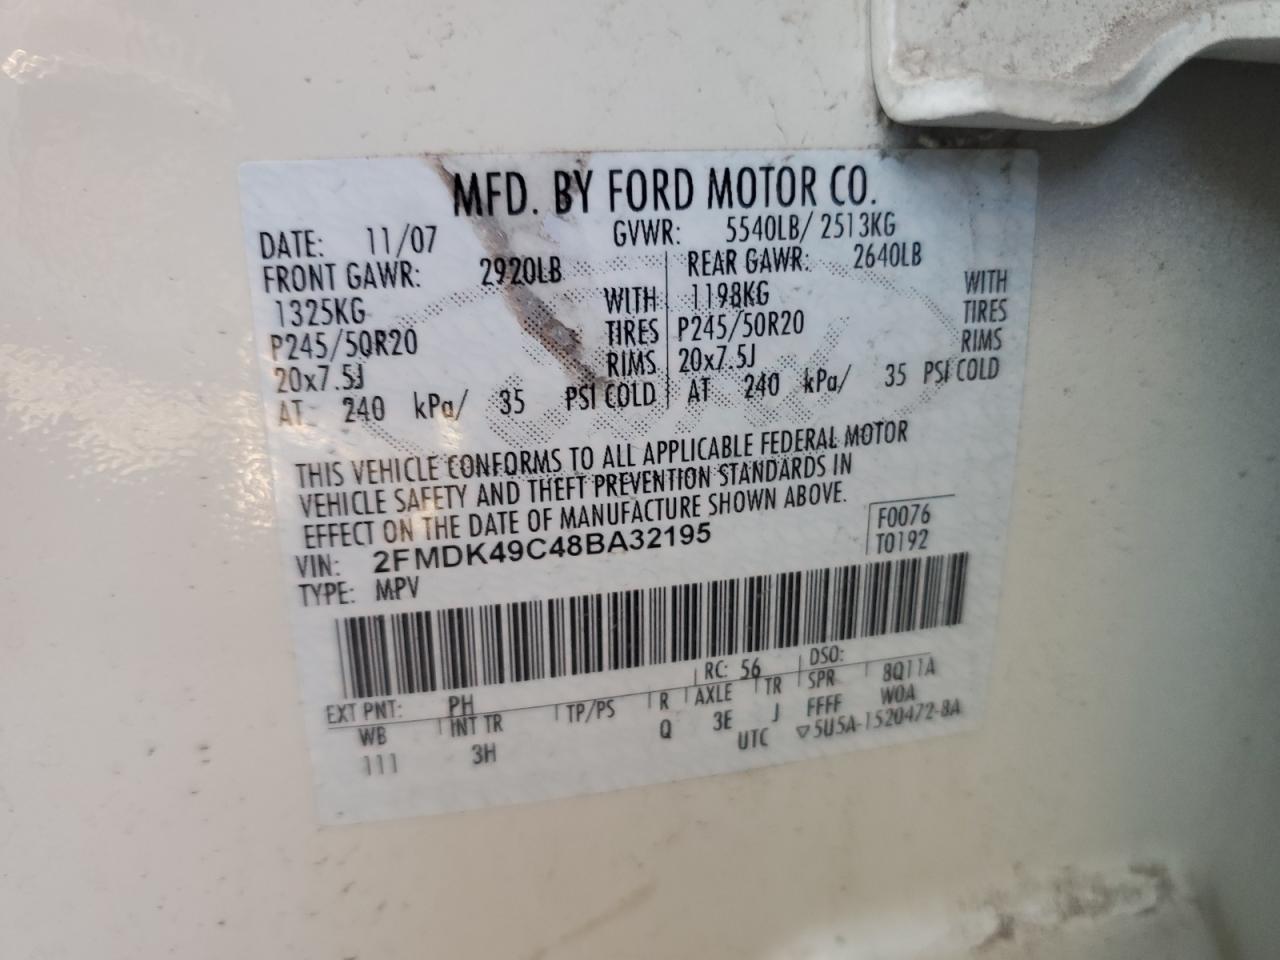 MFD. BY FORD MOTOR CO.
DATE: 11/07 GVWR: 5540LB/ 2513KG
FRONT GAWR: 2920LB REAR GAWR: 2640LB
1325KG WITH 1198KG WITH
P245/50R20 TIRES P245/50R20 TIRES
20x7.5J RIMS 20x7.5J RIMS
AT 240 kPa/ 35 PSI COLD AT 240 kPa/ 35 PSI COLD
THIS VEHICLE CONFORMS TO ALL APPLICABLE FEDERAL MOTOR
VEHICLE SAFETY AND THEFT PREVENTION STANDARDS IN
EFFECT ON THE DATE OF MANUFACTURE SHOWN ABOVE.
VIN: 2FMDK49C48BA32195 F0076
TYPE: MPV T0192
EXT PNT: PH RC: 56 DSO:
WB INT TR TP/PS R AXLE TR SPR 8Q11A
111 3H Q 3E J FFFF W0A
UTC ▽5U5A-1520472-BA